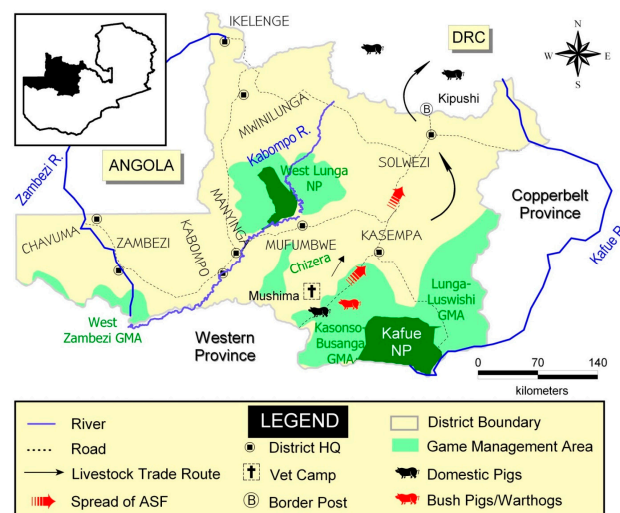 IKELENGE
DRC
N
W
E
S
Kipushi
B
MWINILUNGA
Kabompo R.
SOLWEZI
Zambezi R.
ANGOLA
West Lunga
NP
Copperbelt
Province
MANYINGA
CHAVUMA
ZAMBEZI
KABOMPO
MUFUMBWE
KASEMPA
Kafue R.
Chizera
Mushima
Lunga-
Luswishi
GMA
West
Zambezi GMA
Western
Province
Kasonso-
Busanga
GMA
Kafue
NP
0 70 140
kilometers
LEGEND
River
Road
Livestock Trade Route
Spread of ASF
District HQ
Vet Camp
B Border Post
District Boundary
Game Management Area
Domestic Pigs
Bush Pigs/Warthogs